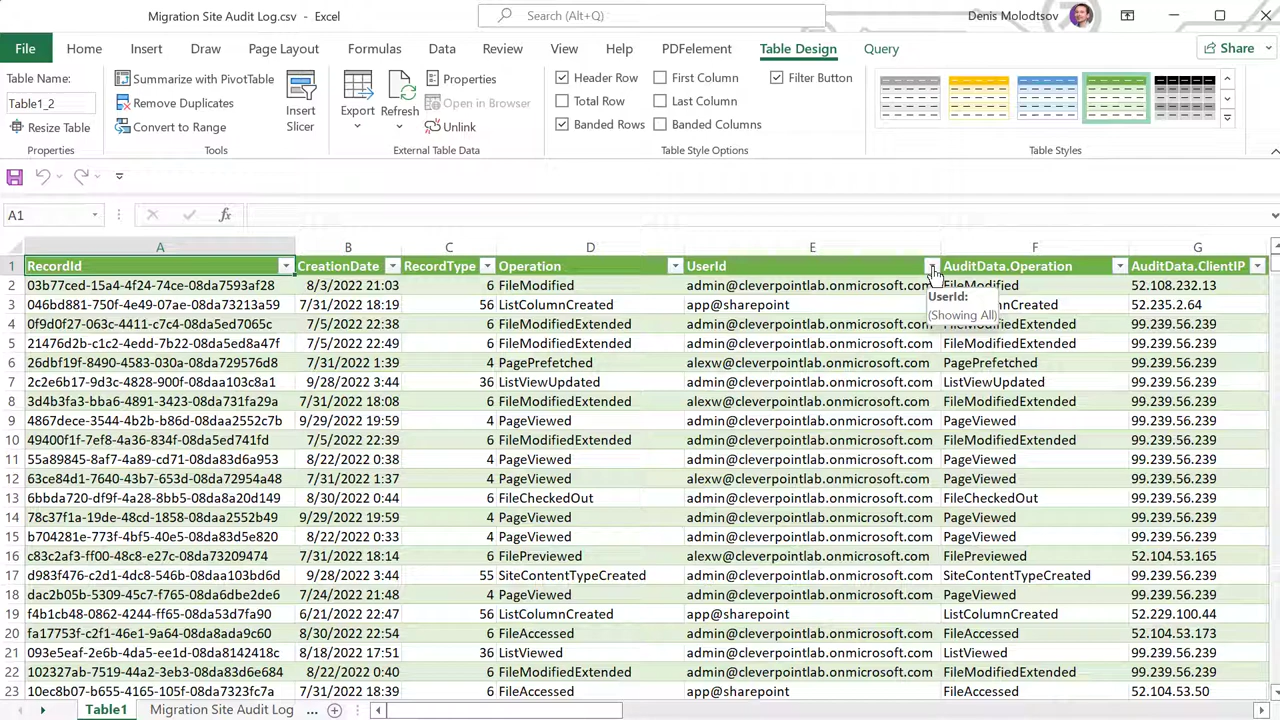 Migration Site Audit Log.csv - Excel
Search (Alt+Q)
Denis Molodtsov
File Home Insert Draw Page Layout Formulas Data Review View Help PDFelement Table Design Query Share
Table Name:
Table1_2
Resize Table
Properties
Summarize with PivotTable
Remove Duplicates
Convert to Range
Insert
Slicer
Tools
Export
Refresh
Properties
Open in Browser
Unlink
External Table Data
Header Row First Column Filter Button
Total Row Last Column
Banded Rows Banded Columns
Table Style Options
Table Styles
A1
fx
A B C D E F G
1 RecordId CreationDate RecordType Operation UserId AuditData.Operation AuditData.ClientIP
2 03b77ced-15a4-4f24-74ce-08da7593af28 8/3/2022 21:03 6 FileModified admin@cleverpointlab.onmicrosoft.com FileModified 52.108.232.13
UserId:
(Showing All)
3 046bd881-750f-4e49-07ae-08da73213a59 7/31/2022 18:19 56 ListColumnCreated app@sharepoint ListColumnCreated 52.235.2.64
4 0f9d0f27-063c-4411-c7c4-08da5ed7065c 7/5/2022 22:38 6 FileModifiedExtended admin@cleverpointlab.onmicrosoft.com FileModifiedExtended 99.239.56.239
5 21476d2b-c1c2-4edd-7b22-08da5ed8a47f 7/5/2022 22:49 6 FileModifiedExtended admin@cleverpointlab.onmicrosoft.com FileModifiedExtended 99.239.56.239
6 26dbf19f-8490-4583-030a-08da729576d8 7/31/2022 1:39 4 PagePrefetched alexw@cleverpointlab.onmicrosoft.com PagePrefetched 99.239.56.239
7 2c2e6b17-9d3c-4828-900f-08daa103c8a1 9/28/2022 3:44 36 ListViewUpdated admin@cleverpointlab.onmicrosoft.com ListViewUpdated 99.239.56.239
8 3d4b3fa3-bba6-4891-3423-08da731fa29a 7/31/2022 18:08 6 FileModifiedExtended alexw@cleverpointlab.onmicrosoft.com FileModifiedExtended 99.239.56.239
9 4867dece-3544-4b2b-b86d-08daa2552c7b 9/29/2022 19:59 4 PageViewed admin@cleverpointlab.onmicrosoft.com PageViewed 99.239.56.239
10 49400f1f-7ef8-4a36-834f-08da5ed741fd 7/5/2022 22:39 6 FileModifiedExtended admin@cleverpointlab.onmicrosoft.com FileModifiedExtended 99.239.56.239
11 55a89845-8af7-4a89-cd71-08da83d6a953 8/22/2022 0:38 4 PageViewed admin@cleverpointlab.onmicrosoft.com PageViewed 99.239.56.239
12 63ce84d1-7640-43b7-653d-08da72954a48 7/31/2022 1:37 4 PageViewed alexw@cleverpointlab.onmicrosoft.com PageViewed 99.239.56.239
13 6bbda720-df9f-4a28-8bb5-08da8a20d149 8/30/2022 0:44 6 FileCheckedOut admin@cleverpointlab.onmicrosoft.com FileCheckedOut 99.239.56.239
14 78c37f1a-19de-48cd-1858-08daa2552b49 9/29/2022 19:59 4 PageViewed admin@cleverpointlab.onmicrosoft.com PageViewed 99.239.56.239
15 b704281e-773f-4bf5-40e5-08da83d5e820 8/22/2022 0:33 4 PageViewed admin@cleverpointlab.onmicrosoft.com PageViewed 99.239.56.239
16 c83c2af3-ff00-48c8-e27c-08da73209474 7/31/2022 18:14 6 FilePreviewed alexw@cleverpointlab.onmicrosoft.com FilePreviewed 52.104.53.165
17 d983f476-c2d1-4dc8-546b-08daa103bd6d 9/28/2022 3:44 55 SiteContentTypeCreated admin@cleverpointlab.onmicrosoft.com SiteContentTypeCreated 99.239.56.239
18 dac2b05b-5309-45c7-f765-08da6dbe2de6 7/24/2022 21:48 4 PageViewed admin@cleverpointlab.onmicrosoft.com PageViewed 99.239.56.239
19 f4b1cb48-0862-4244-ff65-08da53d7fa90 6/21/2022 22:47 56 ListColumnCreated app@sharepoint ListColumnCreated 52.229.100.44
20 fa17753f-c2f1-46e1-9a64-08da8ada9c60 8/30/2022 22:54 6 FileAccessed admin@cleverpointlab.onmicrosoft.com FileAccessed 52.104.53.173
21 093e5eaf-2e6b-4da5-ee1d-08da8142418c 8/18/2022 17:51 36 ListViewed admin@cleverpointlab.onmicrosoft.com ListViewed 99.239.56.239
22 102327ab-7519-44a2-3eb3-08da83d6e684 8/22/2022 0:40 6 FileModifiedExtended admin@cleverpointlab.onmicrosoft.com FileModifiedExtended 99.239.56.239
23 10ec8b07-b655-4165-105f-08da7323fc7a 7/31/2022 18:39 6 FileAccessed app@sharepoint FileAccessed 52.104.53.50
Table1 Migration Site Audit Log ...